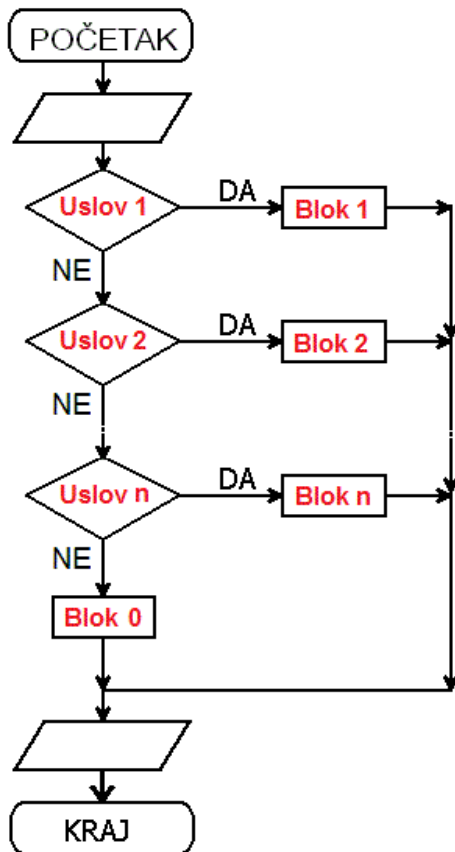 POČETAK
Uslov 1 DA Blok 1
NE
Uslov 2 DA Blok 2
NE
Uslov n DA Blok n
NE
Blok 0
KRAJ